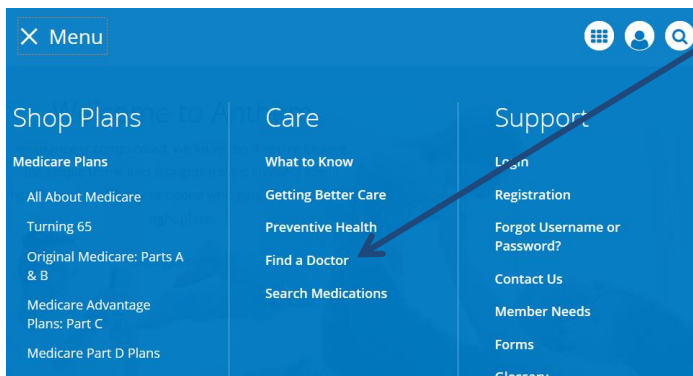 Menu
Shop Plans
Medicare Plans
All About Medicare
Turning 65
Original Medicare: Parts A
& B
Medicare Advantage
Plans: Part C
Medicare Part D Plans
Care
What to Know
Getting Better Care
Preventive Health
Find a Doctor
Search Medications
Support
Login
Registration
Forgot Username or
Password?
Contact Us
Member Needs
Forms
Glossary